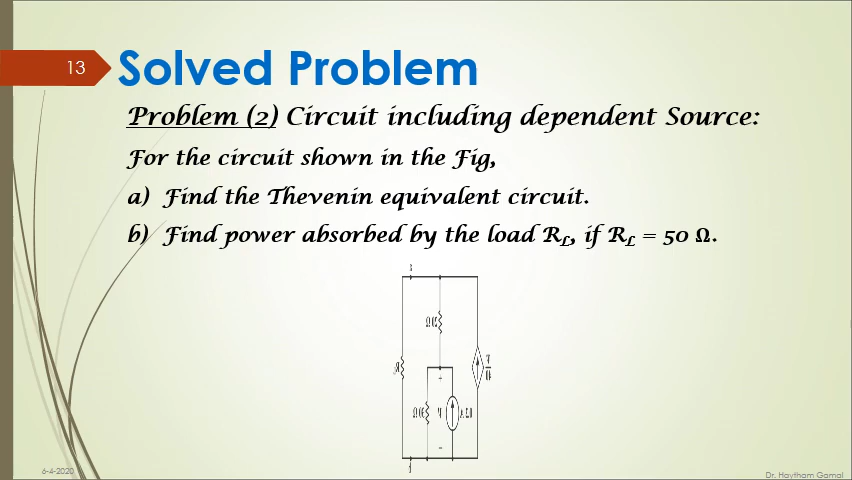 13
Solved Problem
Problem (2) Circuit including dependent Source:
For the circuit shown in the Fig,
a) Find the Thevenin equivalent circuit.
b) Find power absorbed by the load RL, if RL = 50 Ω.
6-4-2020
Dr. Haytham Gamal